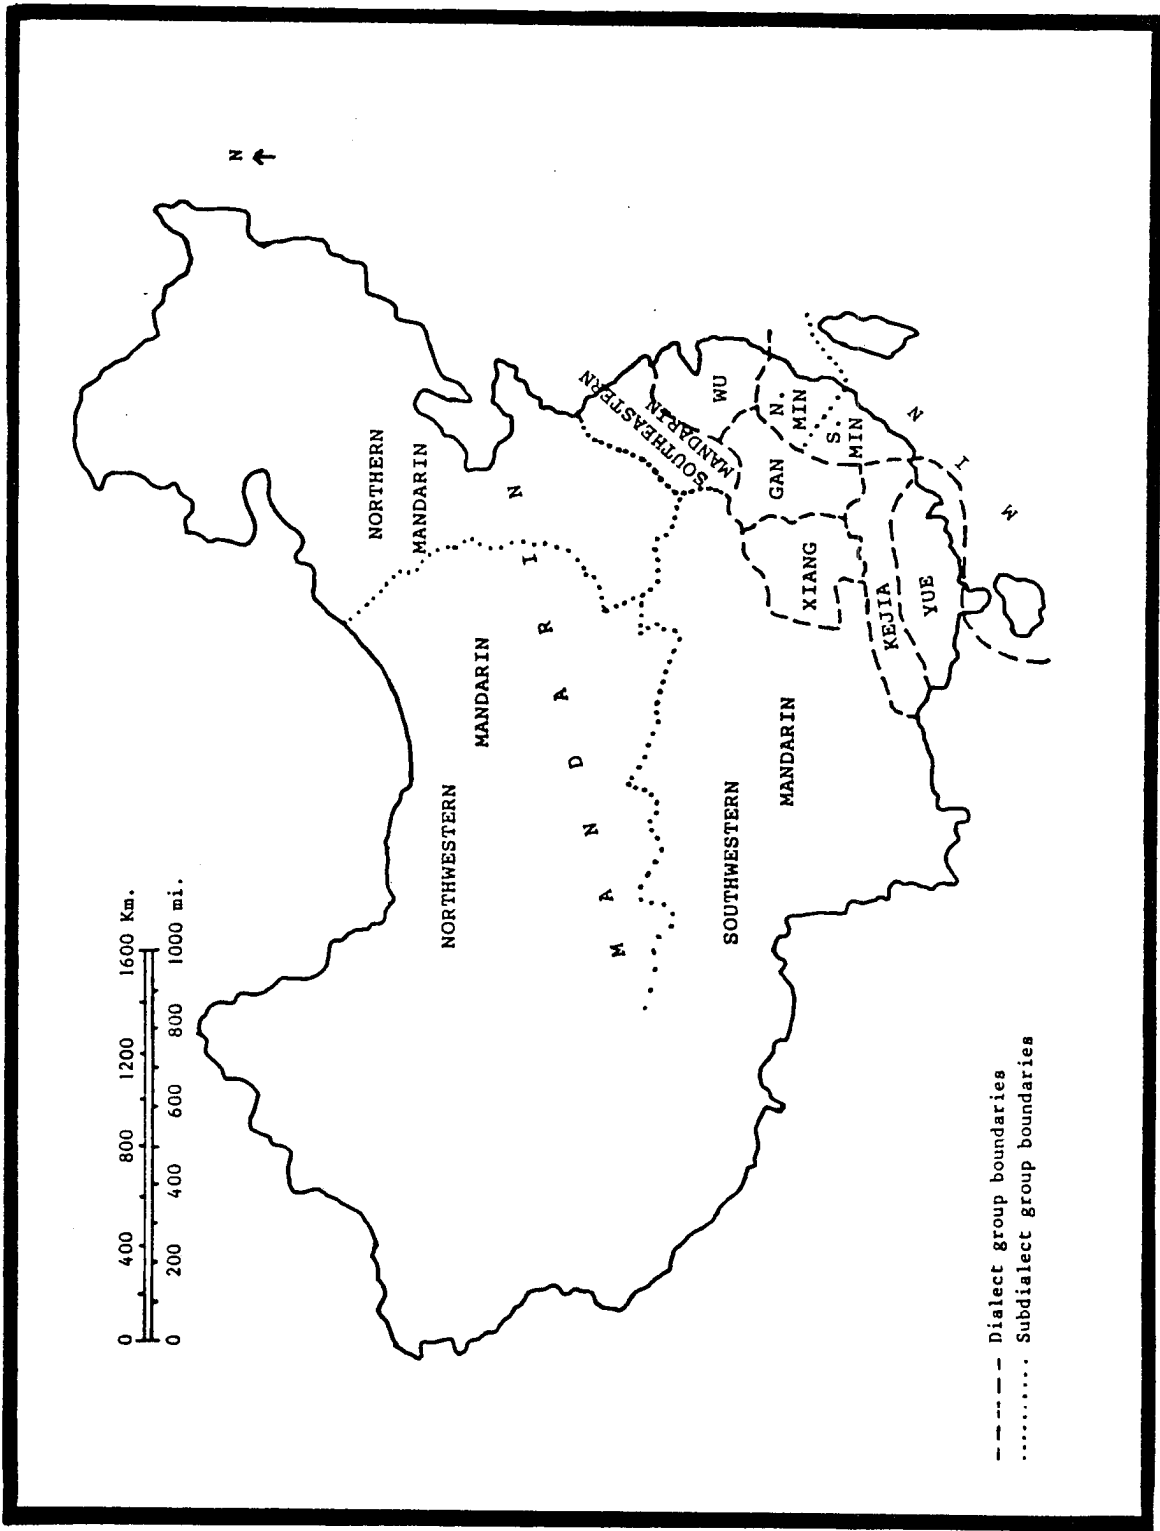 0 400 800 1200 1600 Km.
0 200 400 600 800 1000 mi.
N
NORTHERN
MANDARIN
NORTHWESTERN
MANDARIN
M A N D A R I N
SOUTHEASTERN
MANDARIN
WU
SOUTHWESTERN
MANDARIN
GAN
N.
MIN
XIANG
S.
MIN
KEJIA
YUE
M I N
Dialect group boundaries
Subdialect group boundaries